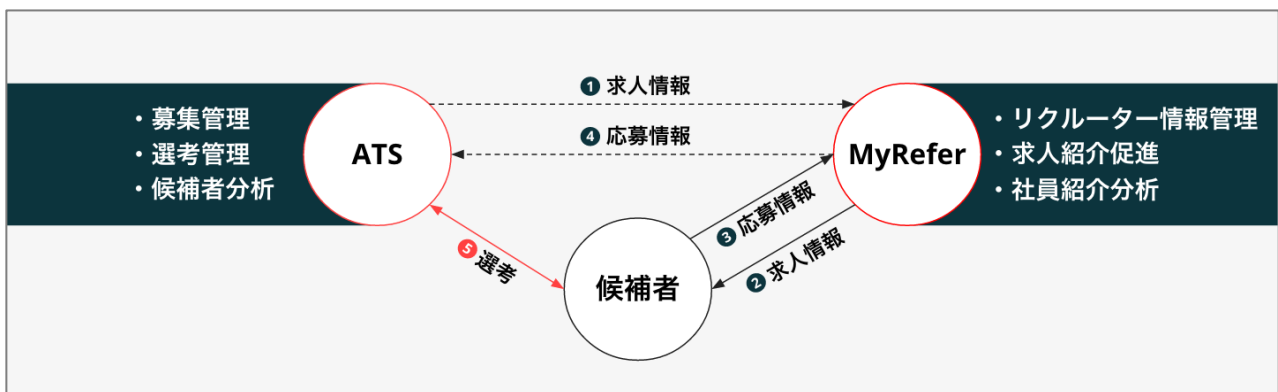 ❶ 求人情報
❹ 応募情報
・募集管理
・選考管理
・候補者分析
ATS
MyRefer
・リクルーター情報管理
・求人紹介促進
・社員紹介分析
❸ 応募情報
❷ 求人情報
❺ 選考
候補者